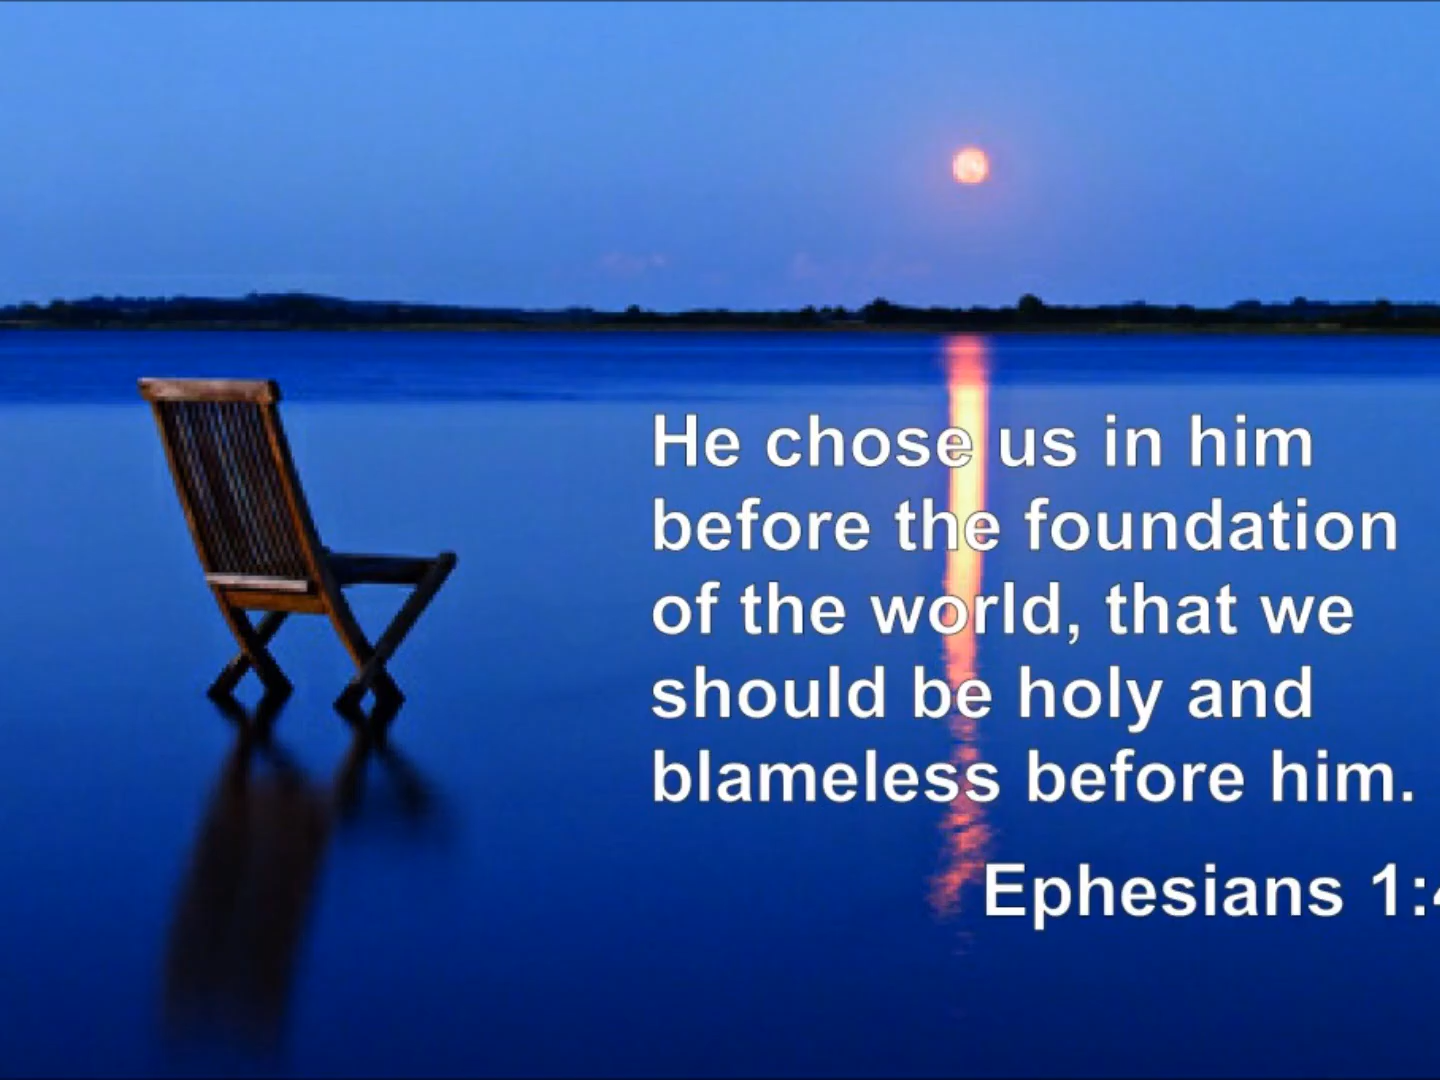 He chose us in him
before the foundation
of the world, that we
should be holy and
blameless before him.
Ephesians 1:4